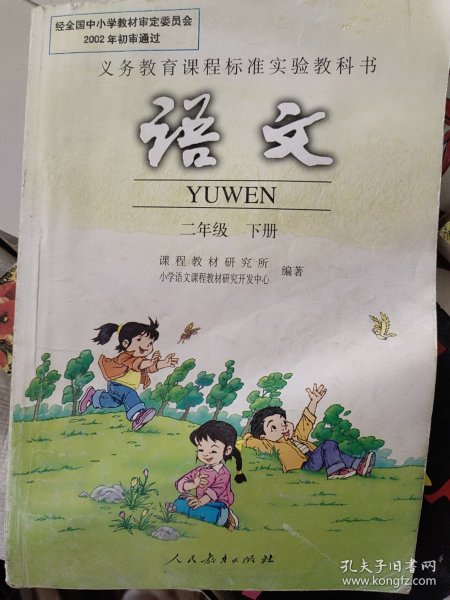 经全国中小学教材审定委员会
2002年初审通过
义务教育课程标准实验教科书
语文
YUWEN
二年级 下册
课程教材研究所
小学语文课程教材研究开发中心
编著
人民教育出版社
孔夫子旧书网
www.kongfz.com